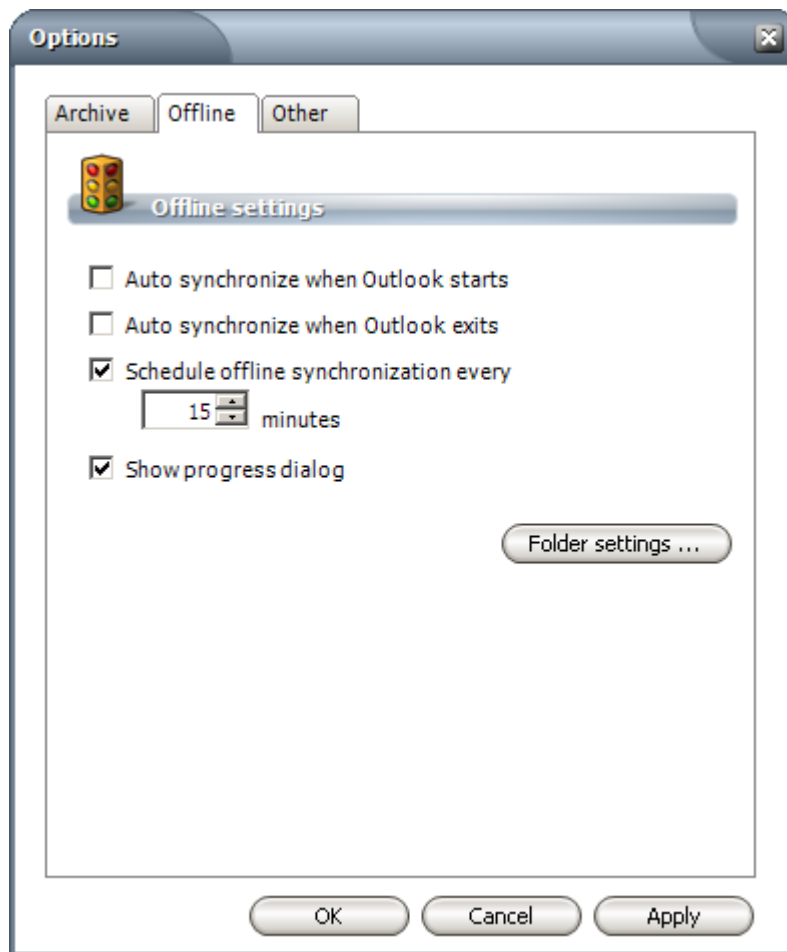 Options
Archive Offline Other
Offline settings
Auto synchronize when Outlook starts
Auto synchronize when Outlook exits
Schedule offline synchronization every
15 minutes
Show progress dialog
Folder settings ...
OK Cancel Apply